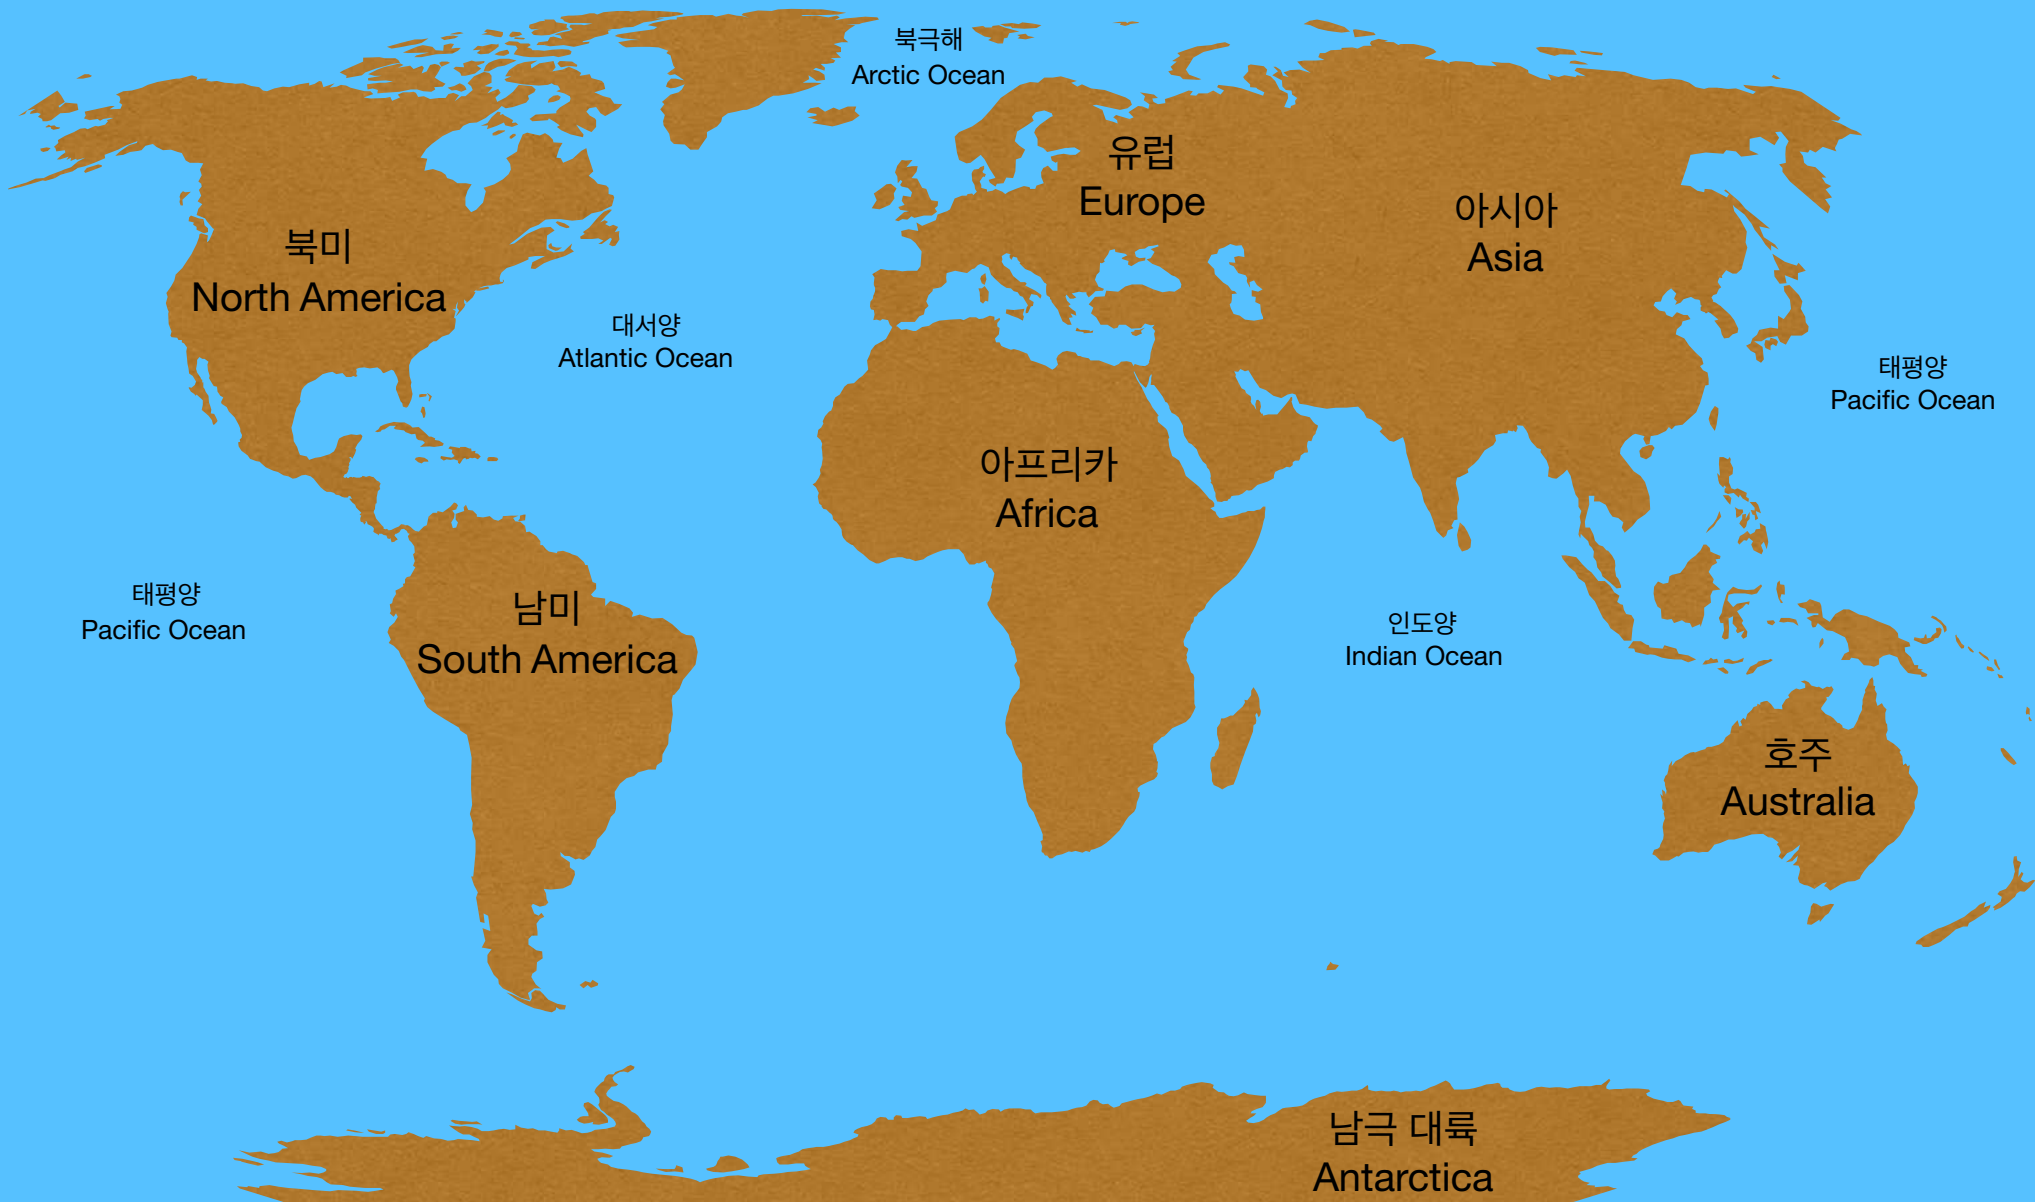 북극해
Arctic Ocean
유럽
Europe
아시아
Asia
북미
North America
대서양
Atlantic Ocean
태평양
Pacific Ocean
아프리카
Africa
태평양
Pacific Ocean
남미
South America
인도양
Indian Ocean
호주
Australia
남극 대륙
Antarctica